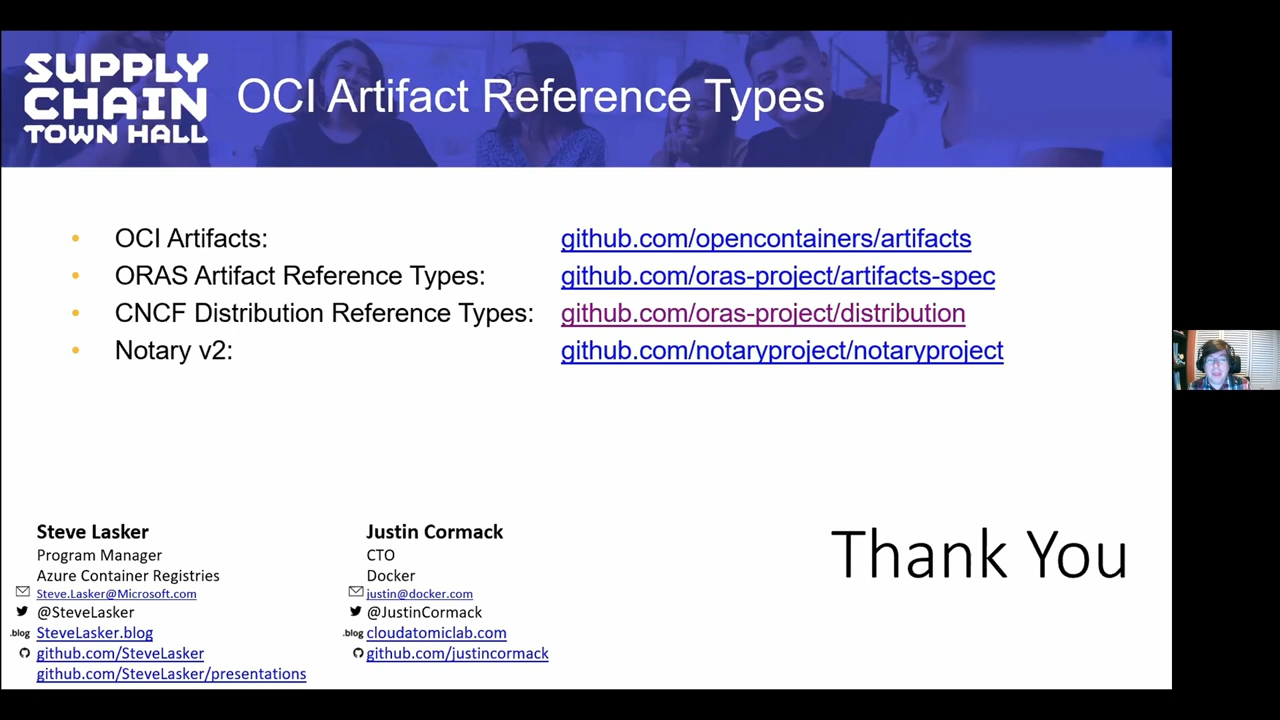 SUPPLY
CHAIN
TOWN HALL
OCI Artifact Reference Types
• OCI Artifacts: github.com/opencontainers/artifacts
• ORAS Artifact Reference Types: github.com/oras-project/artifacts-spec
• CNCF Distribution Reference Types: github.com/oras-project/distribution
• Notary v2: github.com/notaryproject/notaryproject
Steve Lasker
Program Manager
Azure Container Registries
Steve.Lasker@Microsoft.com
@SteveLasker
.blog SteveLasker.blog
github.com/SteveLasker
github.com/SteveLasker/presentations
Justin Cormack
CTO
Docker
justin@docker.com
@JustinCormack
.blog cloudatomiclab.com
github.com/justincormack
Thank You